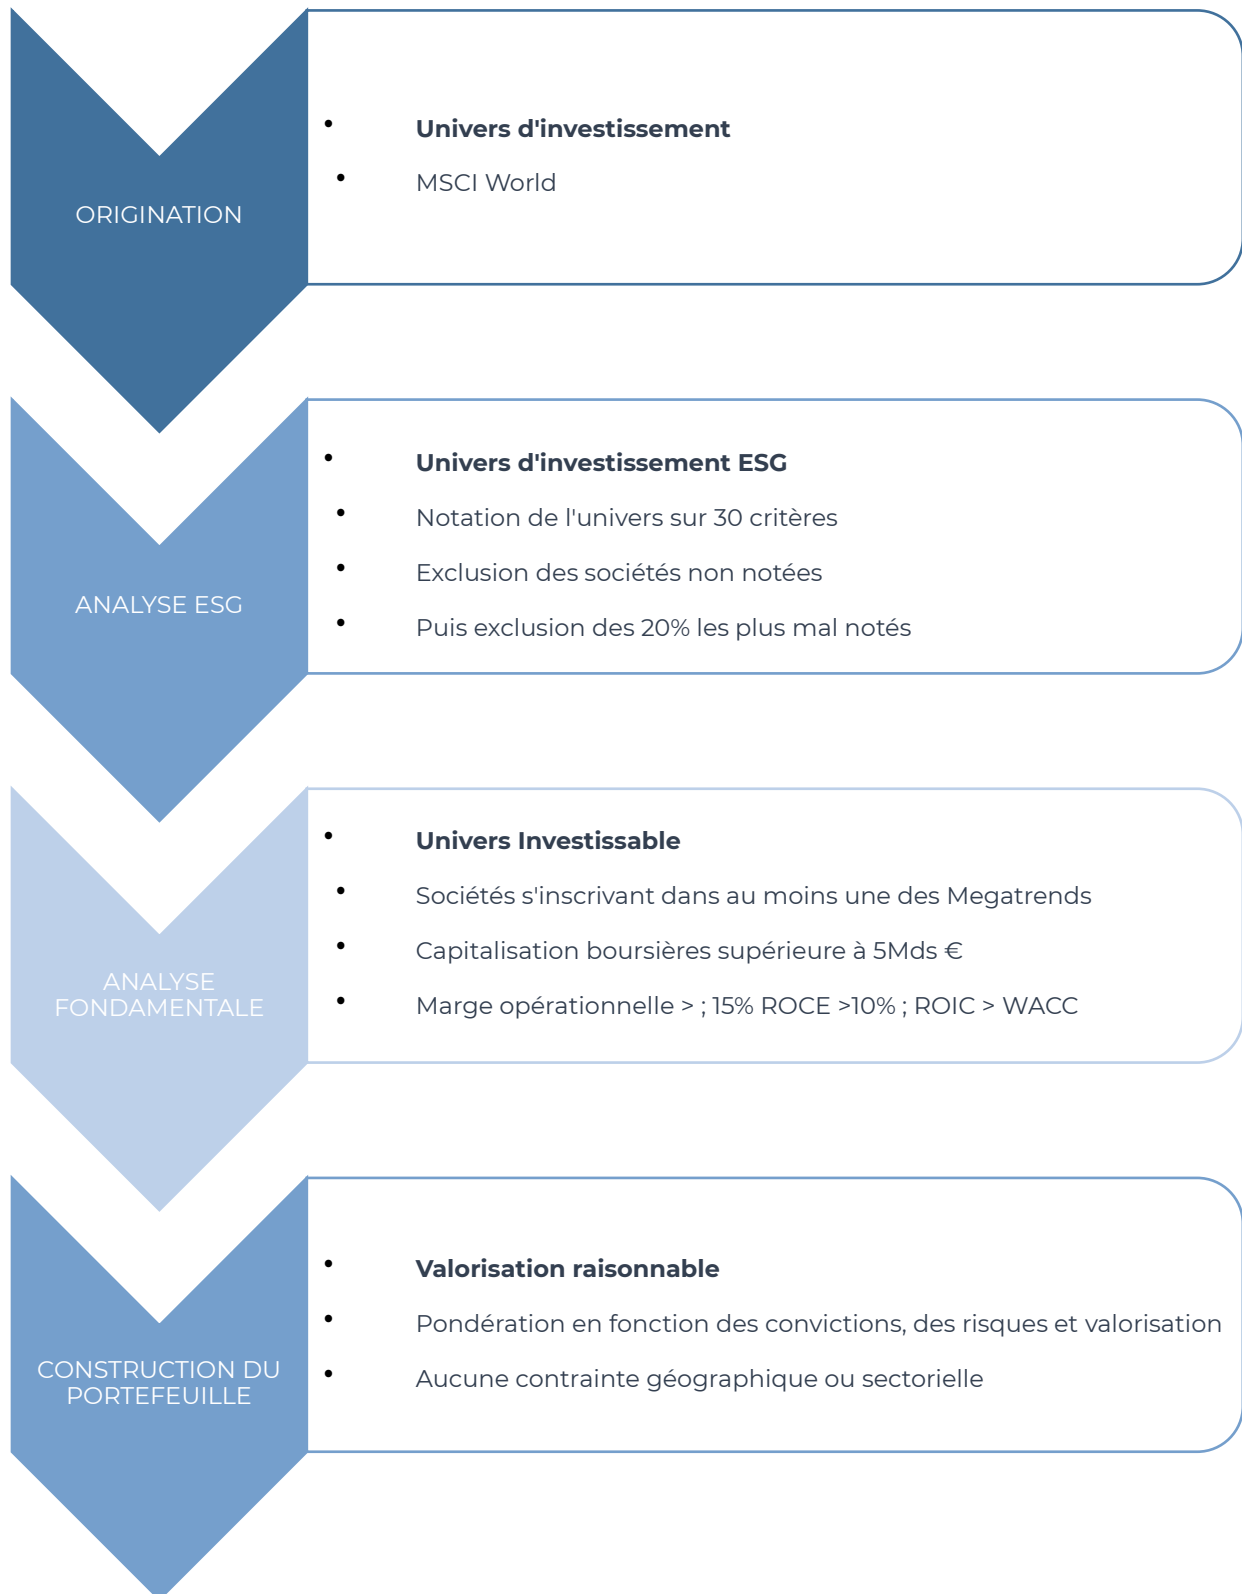 ORIGINATION
• Univers d'investissement
• MSCI World
ANALYSE ESG
• Univers d'investissement ESG
• Notation de l'univers sur 30 critères
• Exclusion des sociétés non notées
• Puis exclusion des 20% les plus mal notés
ANALYSE
FONDAMENTALE
• Univers Investissable
• Sociétés s'inscrivant dans au moins une des Megatrends
• Capitalisation boursières supérieure à 5Mds €
• Marge opérationnelle > ; 15% ROCE >10% ; ROIC > WACC
CONSTRUCTION DU
PORTEFEUILLE
• Valorisation raisonnable
• Pondération en fonction des convictions, des risques et valorisation
• Aucune contrainte géographique ou sectorielle